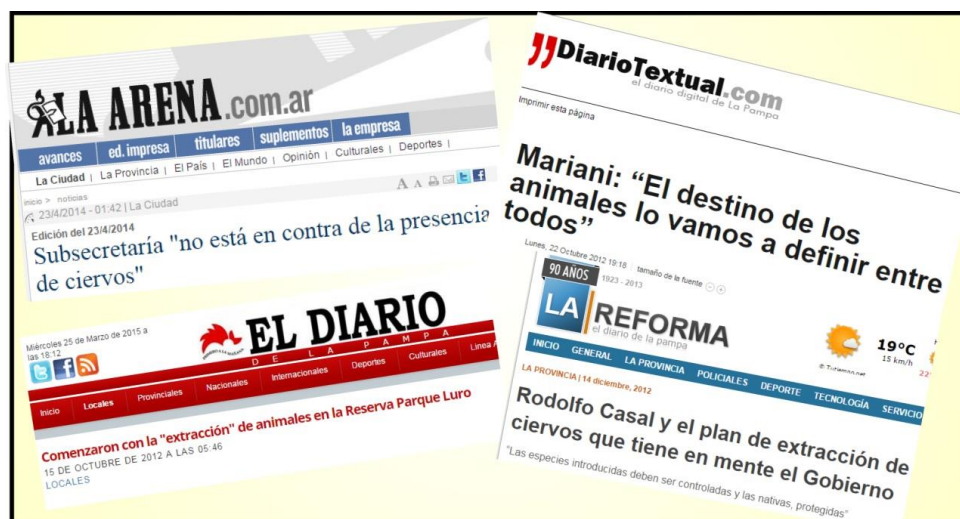 LA ARENA.com.ar
avances ed. impresa titulares suplementos la empresa
La Ciudad | La Provincia | El País | El Mundo | Opinión | Culturales | Deportes |
inicio > noticias
23/4/2014 - 01:42 | La Ciudad
A A
Edición del 23/4/2014
Subsecretaría "no está en contra de la presencia
de ciervos"
DiarioTextual.com
el diario digital de La Pampa
Imprimir esta página
Mariani: “El destino de los
animales lo vamos a definir entre
todos”
Lunes, 22 Octubre 2012 19:18 tamaño de la fuente
Miércoles 25 de Marzo de 2015 a
las 18:12
EL DIARIO
DE LA PAMPA
Inicio Locales Provinciales Nacionales Internacionales Deportes Culturales Linea A
Comenzaron con la "extracción" de animales en la Reserva Parque Luro
15 DE OCTUBRE DE 2012 A LAS 05:46
LOCALES
90 AÑOS
1923 - 2013
LA REFORMA
el diario de la pampa
19°C
15 km/h
© Tutiempo.net
INICIO GENERAL LA PROVINCIA POLICIALES DEPORTE TECNOLOGÍA SERVICIO
LA PROVINCIA | 14 diciembre, 2012
Rodolfo Casal y el plan de extracción de
ciervos que tiene en mente el Gobierno
"Las especies introducidas deben ser controladas y las nativas, protegidas"